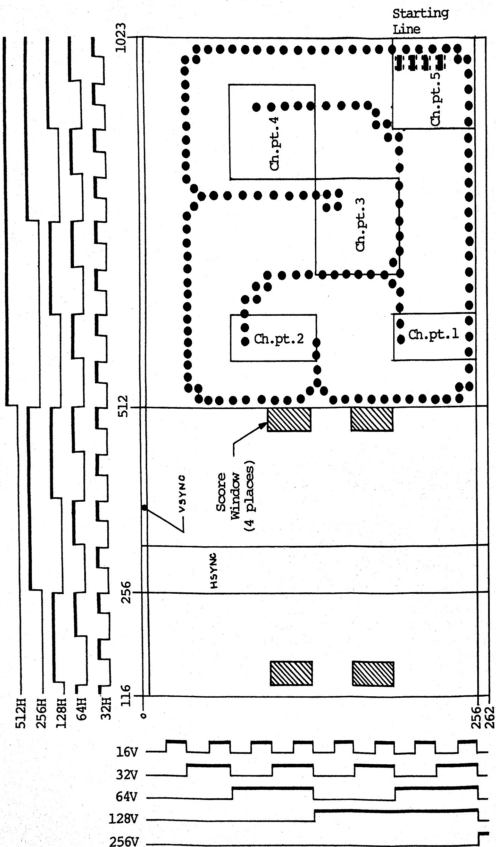 Starting
Line
1023
Ch.pt.4
Ch.pt.5
Ch.pt.3
Ch.pt.2
Ch.pt.1
512
Score
Window
(4 places)
VSYNC
HSYNC
256
116
0
256
262
512H
256H
128H
64H
32H
16V
32V
64V
128V
256V